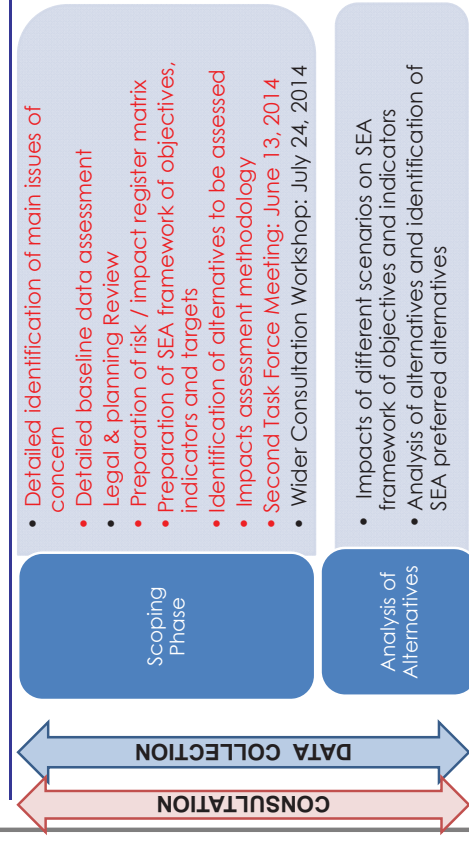 • Detailed identification of main issues of
concern
• Detailed baseline data assessment
• Legal & planning Review
• Preparation of risk / impact register matrix
• Preparation of SEA framework of objectives,
indicators and targets
• Identification of alternatives to be assessed
• Impacts assessment methodology
• Second Task Force Meeting: June 13, 2014
• Wider Consultation Workshop: July 24, 2014
Scoping
Phase
• Impacts of different scenarios on SEA
framework of objectives and indicators
• Analysis of alternatives and identification of
SEA preferred alternatives
Analysis of
Alternatives
DATA COLLECTION
CONSULTATION